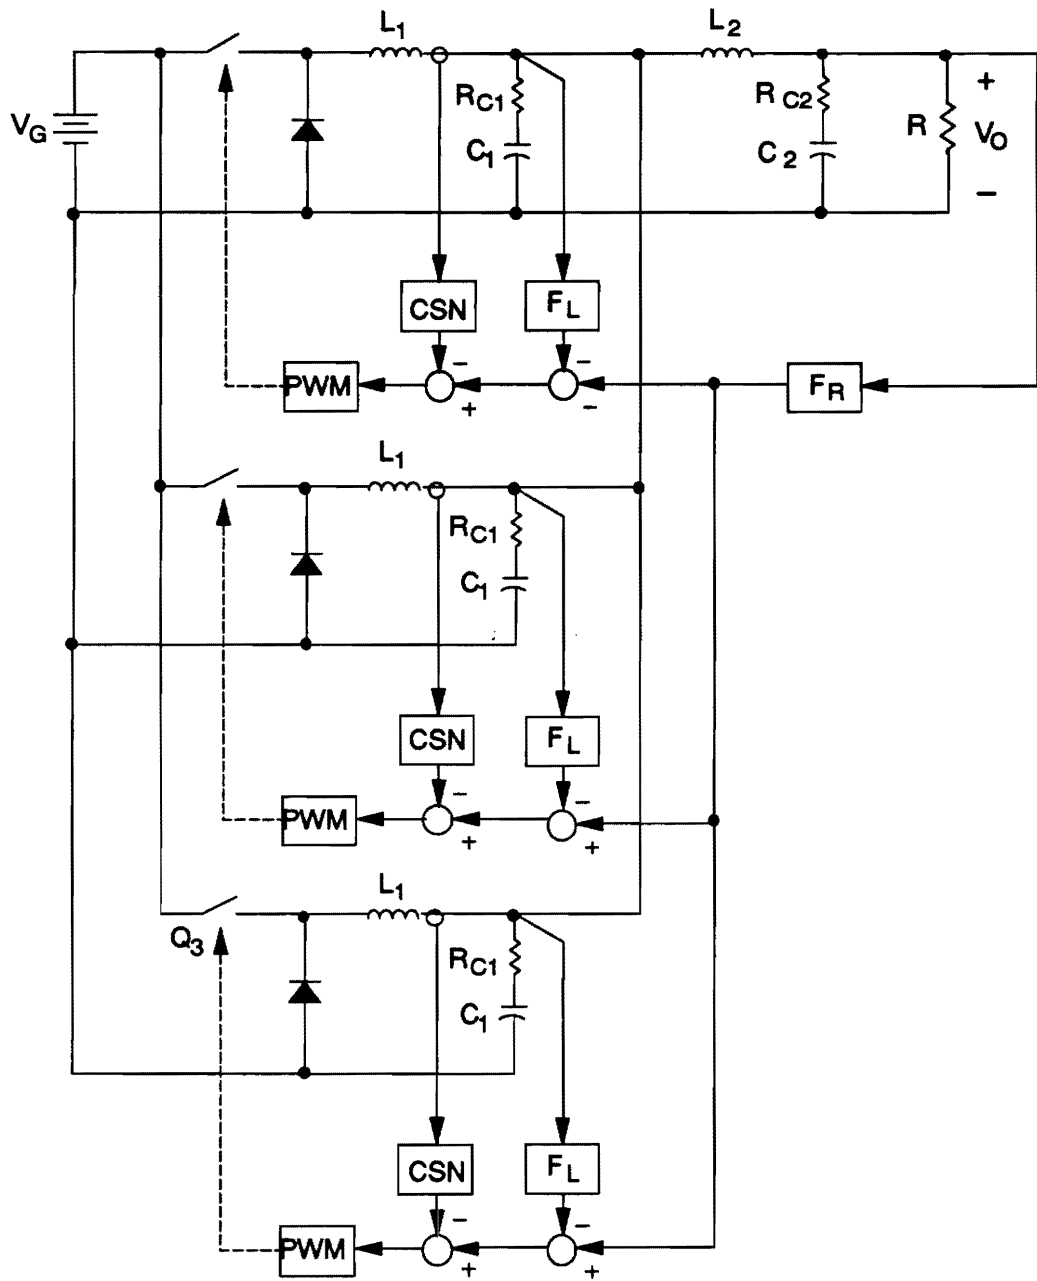 L1
L2
VG
RC1
C1
RC2
C2
R
+
VO
−
CSN
FL
−
−
PWM
+
−
FR
L1
RC1
C1
CSN
FL
−
−
PWM
+
+
L1
Q3
RC1
C1
CSN
FL
−
−
PWM
+
+